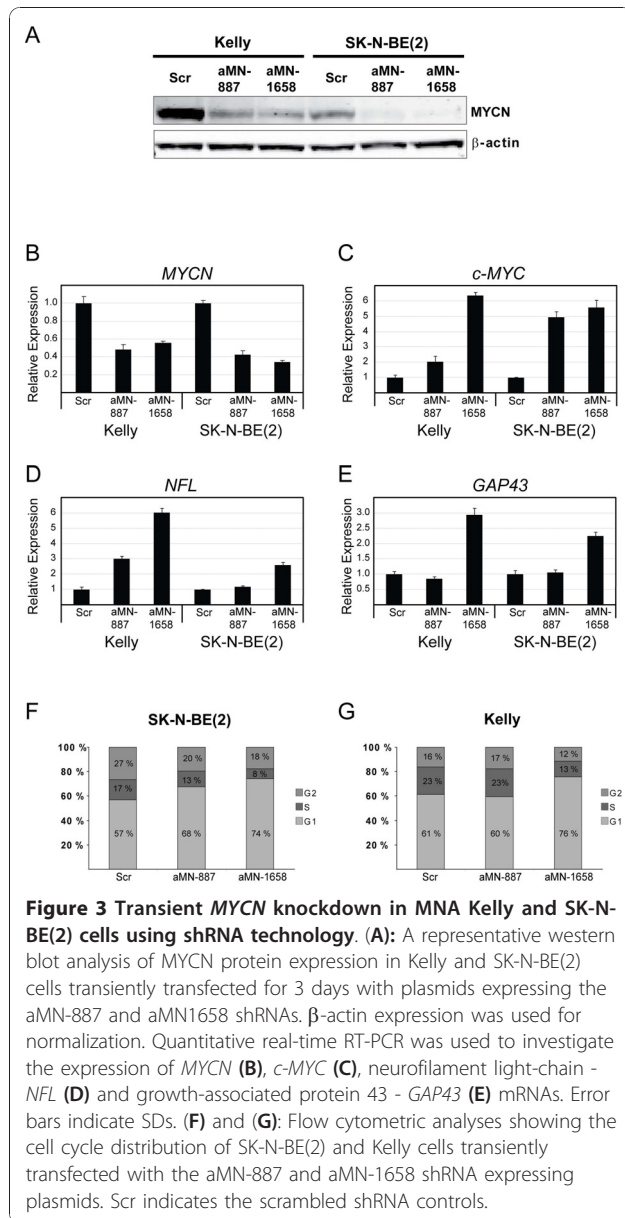 A
Kelly SK-N-BE(2)
Scr aMN-887 aMN-1658 Scr aMN-887 aMN-1658
MYCN
β-actin
B
MYCN
Relative Expression
1.0
0.8
0.6
0.4
0.2
Scr aMN-887 aMN-1658 Scr aMN-887 aMN-1658
Kelly SK-N-BE(2)
C
c-MYC
Relative Expression
6
5
4
3
2
1
Scr aMN-887 aMN-1658 Scr aMN-887 aMN-1658
Kelly SK-N-BE(2)
D
NFL
Relative Expression
6
5
4
3
2
1
Scr aMN-887 aMN-1658 Scr aMN-887 aMN-1658
Kelly SK-N-BE(2)
E
GAP43
Relative Expression
3.0
2.5
2.0
1.5
1.0
0.5
Scr aMN-887 aMN-1658 Scr aMN-887 aMN-1658
Kelly SK-N-BE(2)
F
SK-N-BE(2)
100 %
80 %
60 %
40 %
20 %
27 % 20 % 18 %
17 % 13 % 8 %
57 % 68 % 74 %
G2
S
G1
Scr aMN-887 aMN-1658
G
Kelly
100 %
80 %
60 %
40 %
20 %
16 % 17 % 12 %
23 % 23% 13 %
61 % 60 % 76 %
G2
S
G1
Scr aMN-887 aMN-1658
Figure 3 Transient MYCN knockdown in MNA Kelly and SK-N-
BE(2) cells using shRNA technology. (A): A representative western
blot analysis of MYCN protein expression in Kelly and SK-N-BE(2)
cells transiently transfected for 3 days with plasmids expressing the
aMN-887 and aMN1658 shRNAs. β-actin expression was used for
normalization. Quantitative real-time RT-PCR was used to investigate
the expression of MYCN (B), c-MYC (C), neurofilament light-chain -
NFL (D) and growth-associated protein 43 - GAP43 (E) mRNAs. Error
bars indicate SDs. (F) and (G): Flow cytometric analyses showing the
cell cycle distribution of SK-N-BE(2) and Kelly cells transiently
transfected with the aMN-887 and aMN-1658 shRNA expressing
plasmids. Scr indicates the scrambled shRNA controls.